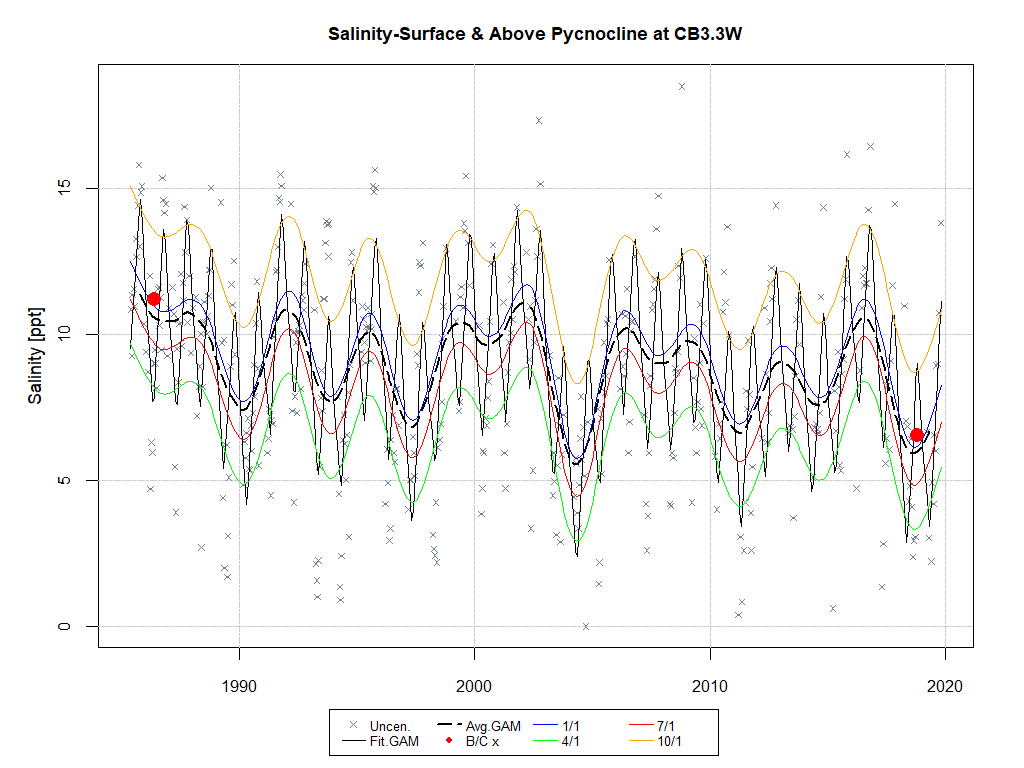 Salinity-Surface & Above Pycnocline at CB3.3W
Salinity [ppt]
15
10
5
0
1990 2000 2010 2020
Uncen. Avg.GAM 1/1 7/1
Fit.GAM B/C x 4/1 10/1